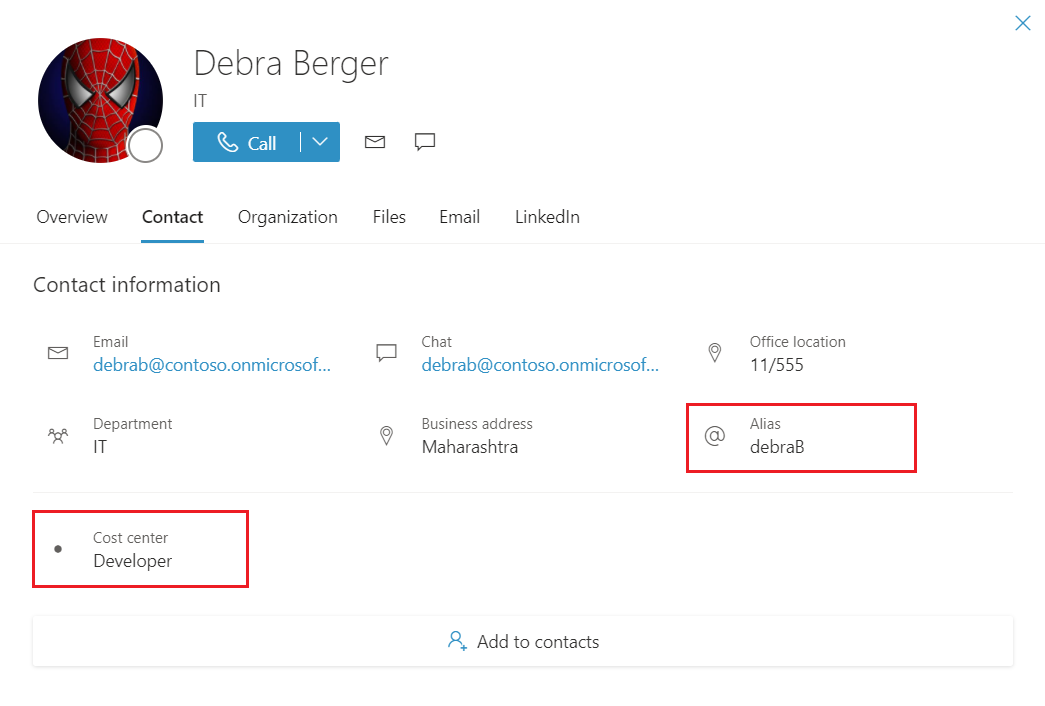 Debra Berger
IT
Call
Overview Contact Organization Files Email LinkedIn
Contact information
Email Chat Office location
debrab@contoso.onmicrosof... debrab@contoso.onmicrosof... 11/555
Department Business address Alias
IT Maharashtra debraB
Cost center
Developer
Add to contacts